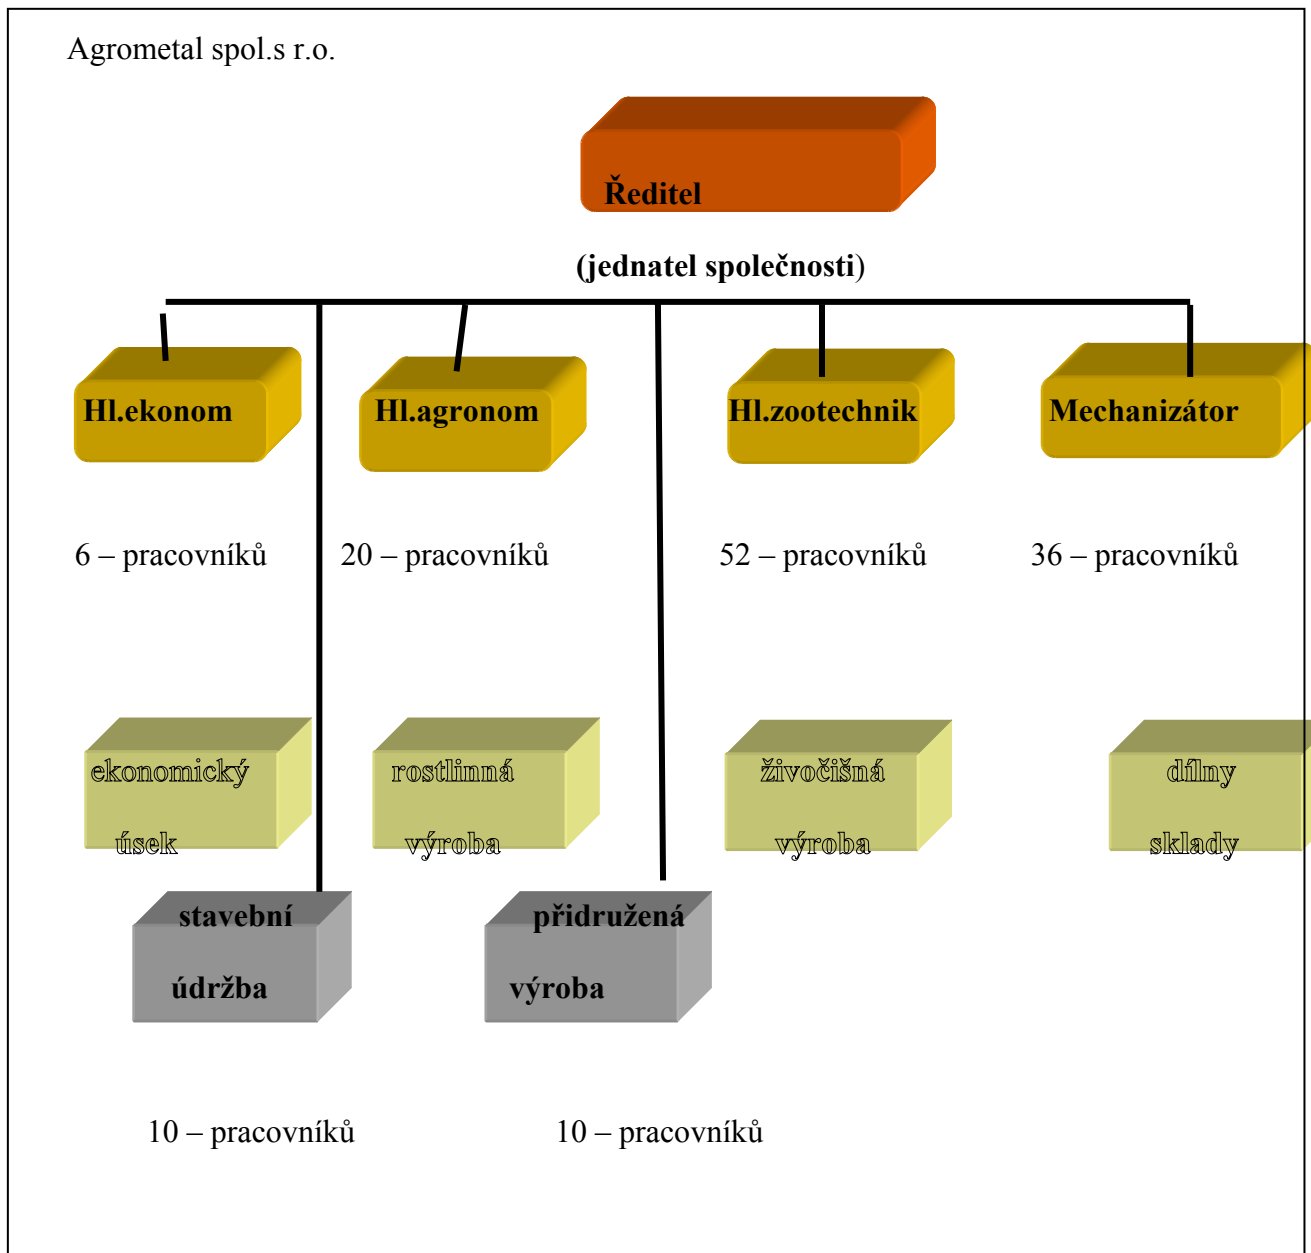 Agrometal spol.s r.o.
Ředitel
(jednatel společnosti)
Hl.ekonom Hl.agronom Hl.zootechnik Mechanizátor
6 – pracovníků 20 – pracovníků 52 – pracovníků 36 – pracovníků
ekonomický rostlinná živočišná dílny
úsek výroba výroba sklady
stavební přidružená
údržba výroba
10 – pracovníků 10 – pracovníků